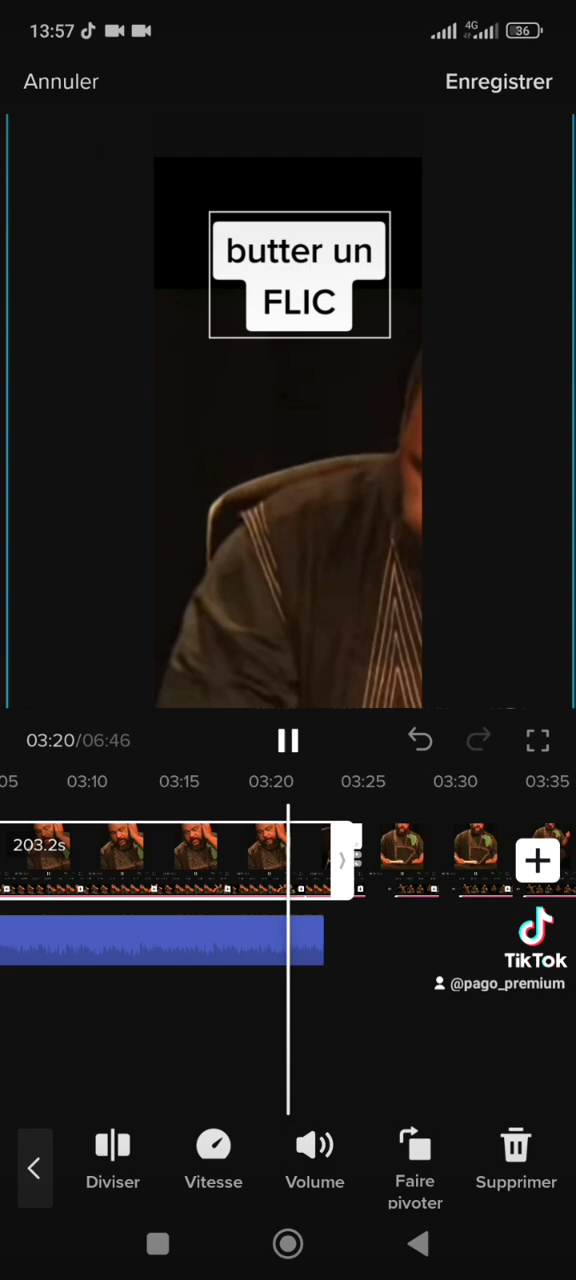 13:57
4G
36
Annuler
Enregistrer
butter un
FLIC
03:20/06:46
05
03:10
03:15
03:20
03:25
03:30
03:35
203.2s
TikTok
@pago_premium
Diviser
Vitesse
Volume
Faire
pivoter
Supprimer